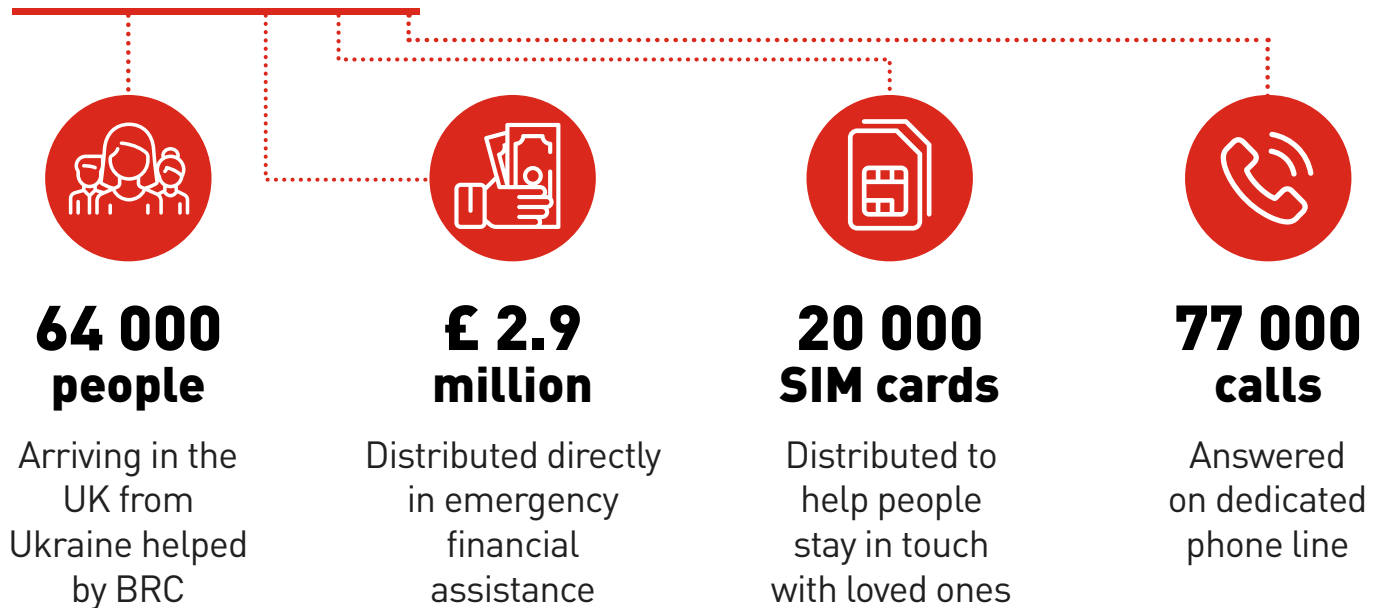 64 000
people
Arriving in the
UK from
Ukraine helped
by BRC
£ 2.9
million
Distributed directly
in emergency
financial
assistance
20 000
SIM cards
Distributed to
help people
stay in touch
with loved ones
77 000
calls
Answered
on dedicated
phone line